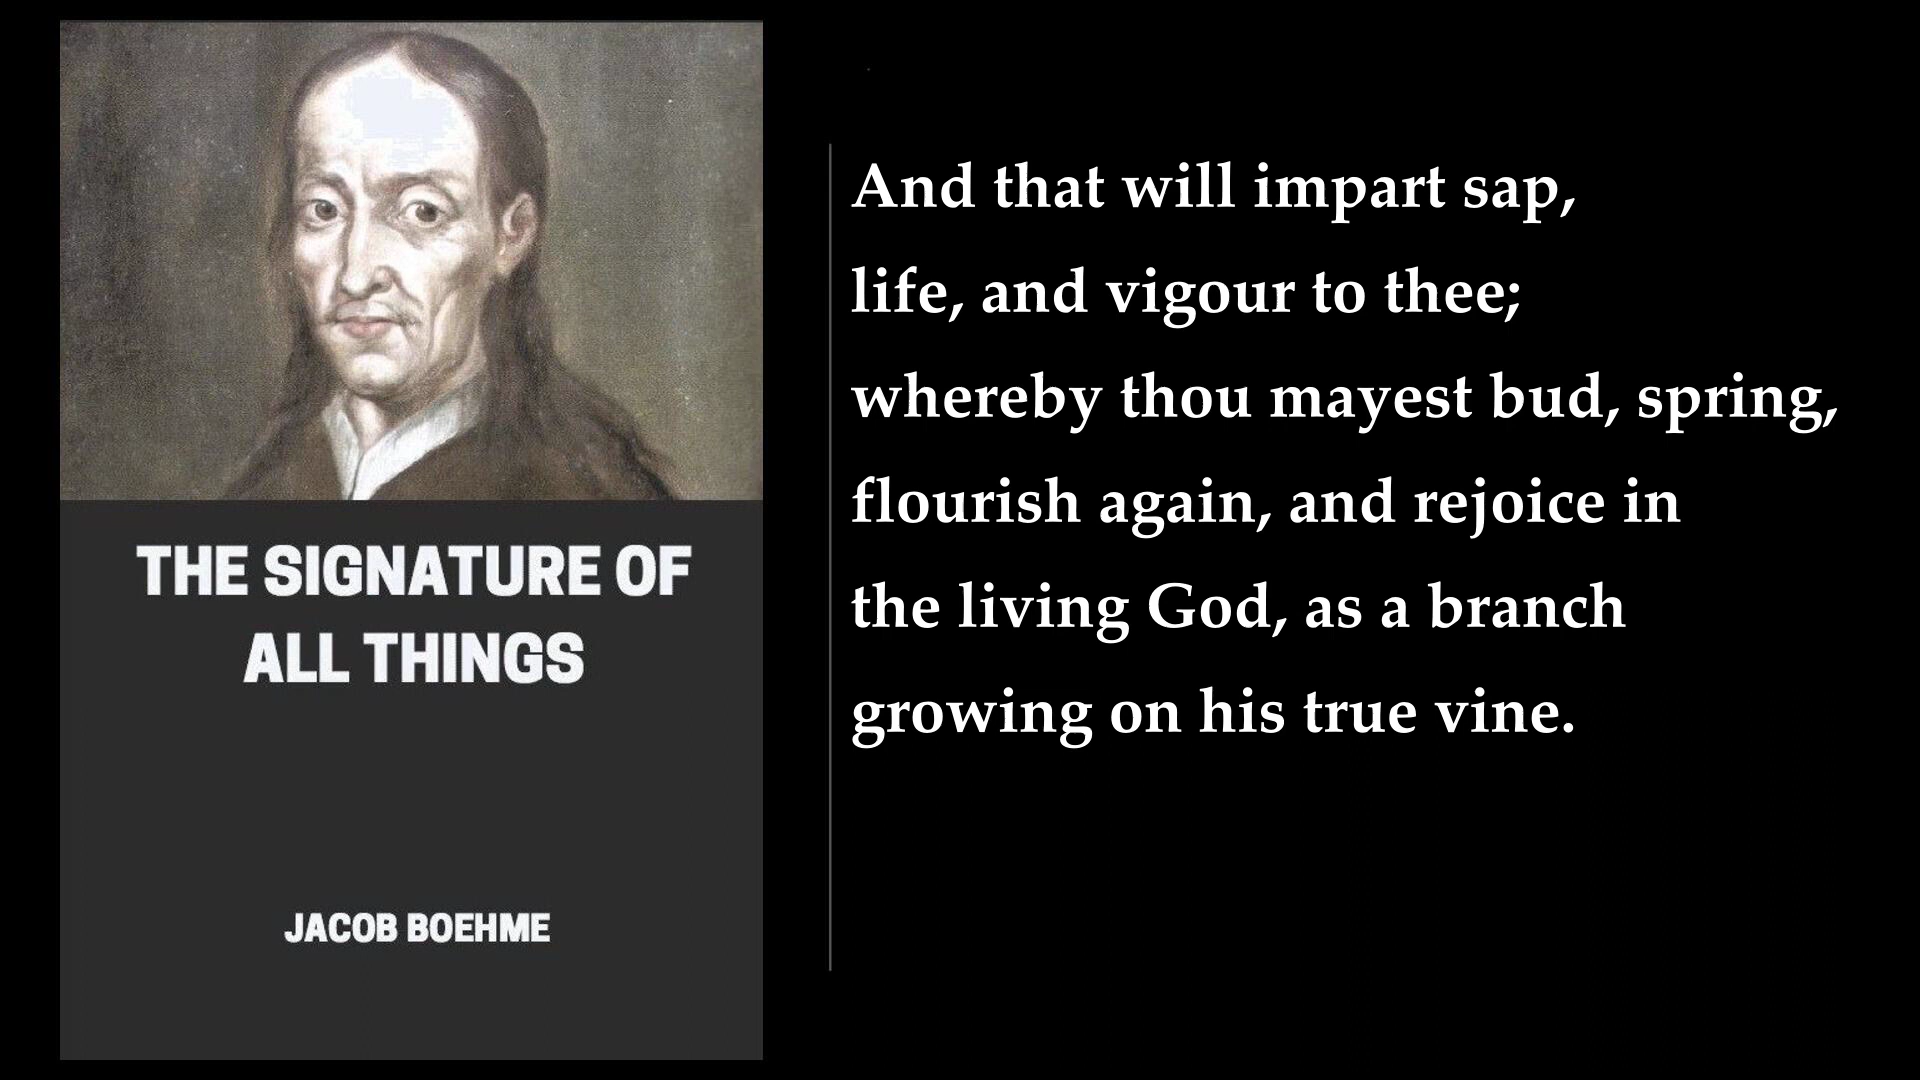 THE SIGNATURE OF
ALL THINGS
JACOB BOEHME
And that will impart sap,
life, and vigour to thee;
whereby thou mayest bud, spring,
flourish again, and rejoice in
the living God, as a branch
growing on his true vine.